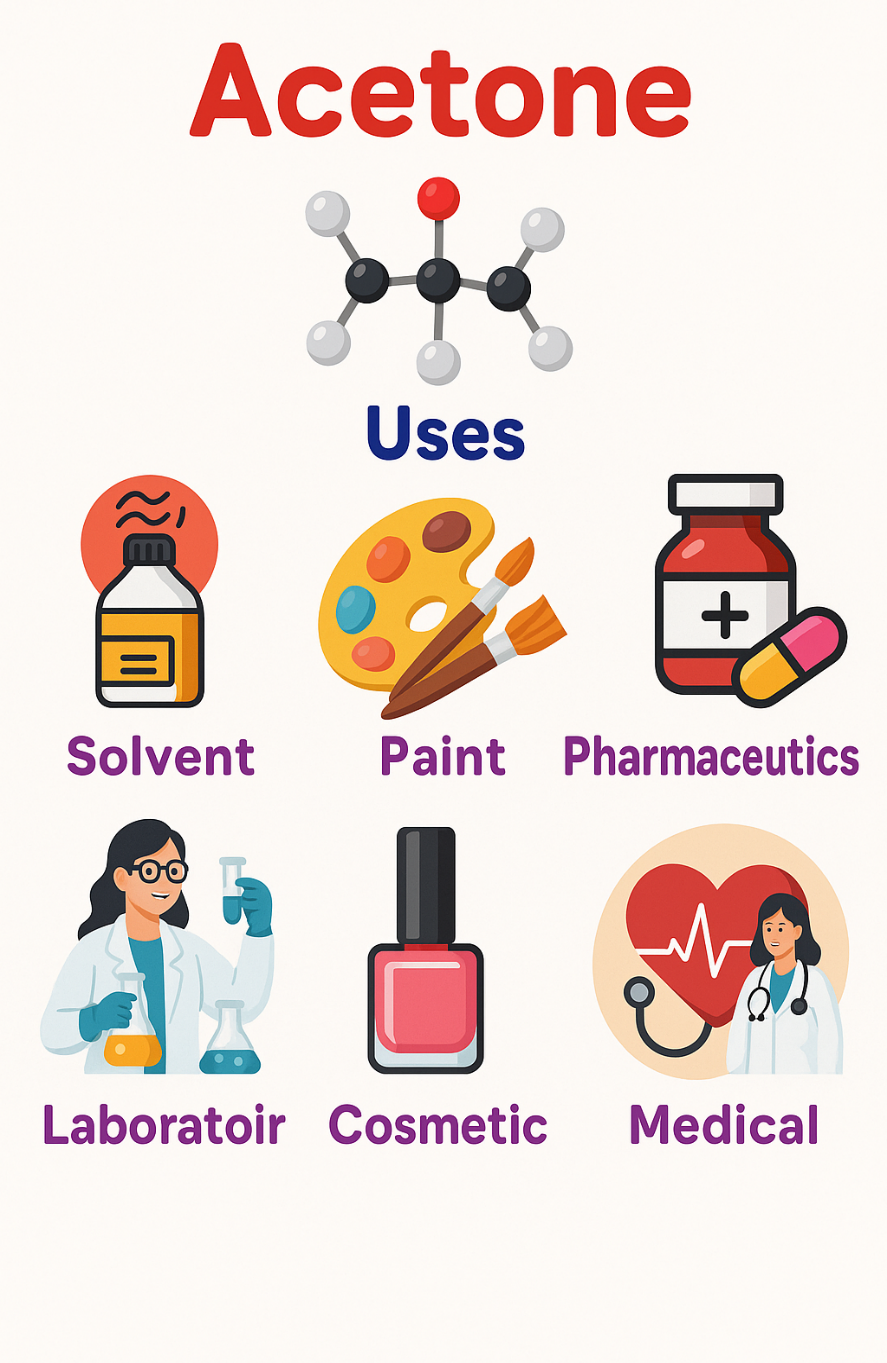 Acetone
Uses
Solvent
Paint
Pharmaceutics
Laboratoir
Cosmetic
Medical